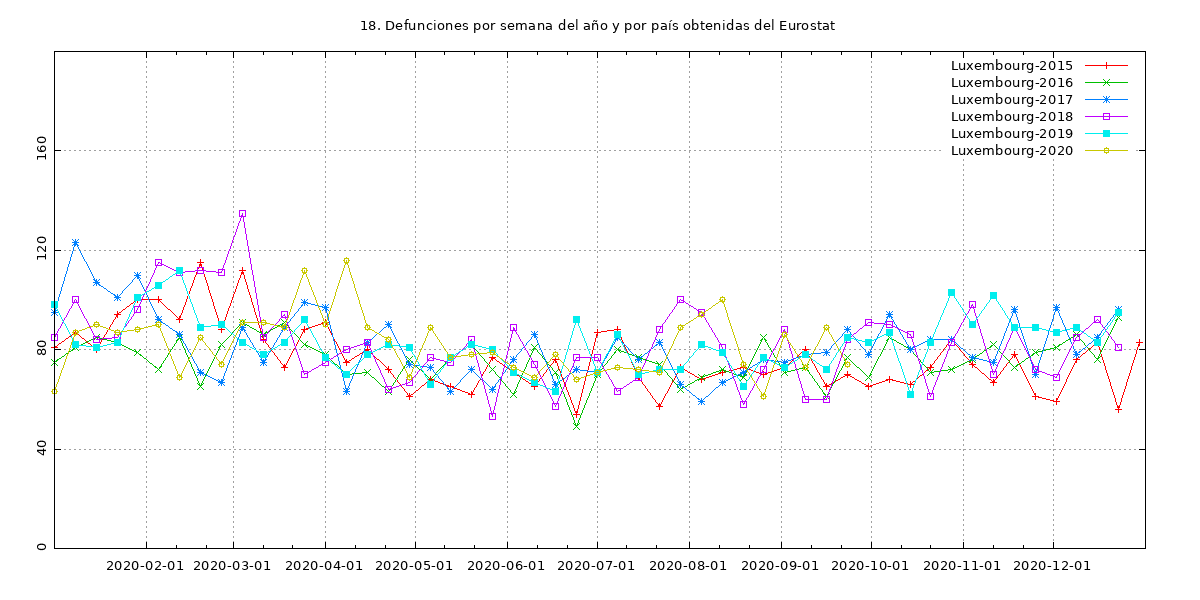 18. Defunciones por semana del año y por país obtenidas del Eurostat
Luxembourg-2015
Luxembourg-2016
Luxembourg-2017
Luxembourg-2018
Luxembourg-2019
Luxembourg-2020
160
120
80
40
0
2020-02-01 2020-03-01 2020-04-01 2020-05-01 2020-06-01 2020-07-01 2020-08-01 2020-09-01 2020-10-01 2020-11-01 2020-12-01